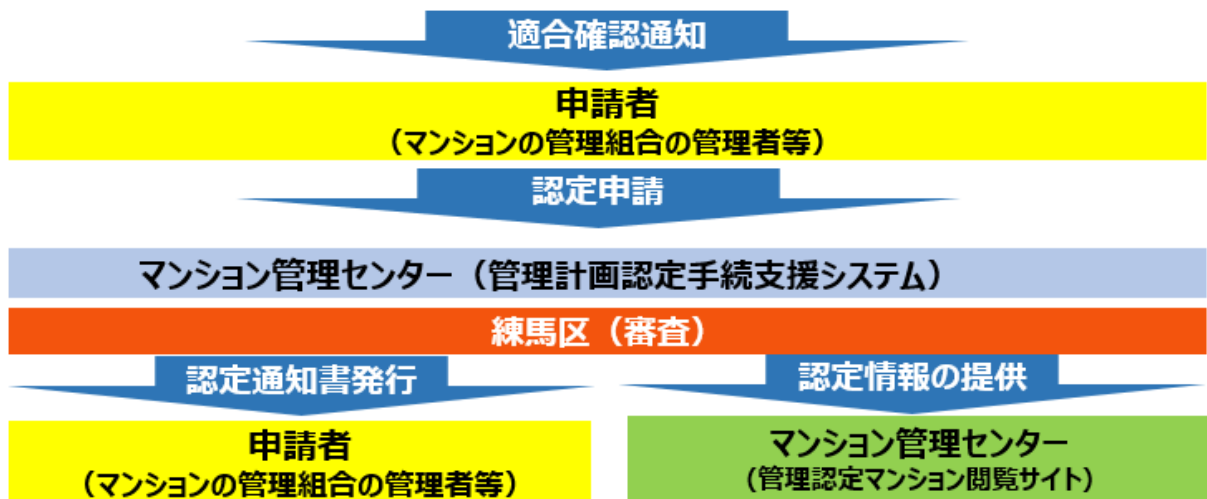 適合確認通知
申請者
（マンションの管理組合の管理者等）
認定申請
マンション管理センター（管理計画認定手続支援システム）
練馬区（審査）
認定通知書発行
認定情報の提供
申請者
（マンションの管理組合の管理者等）
マンション管理センター
（管理認定マンション閲覧サイト）